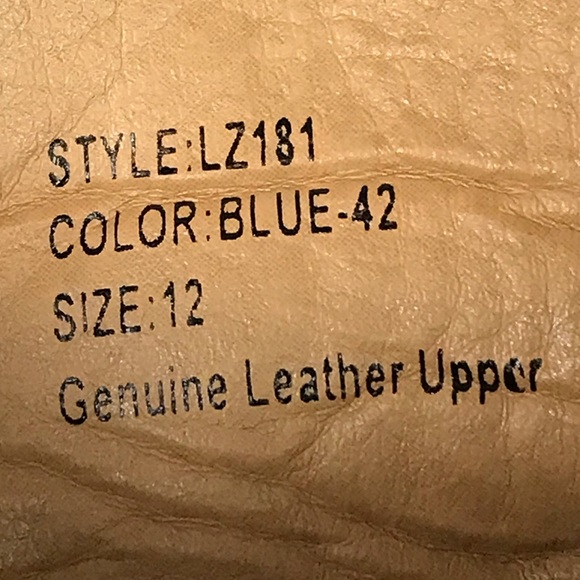 STYLE:LZ181
COLOR:BLUE-42
SIZE:12
Genuine Leather Upper